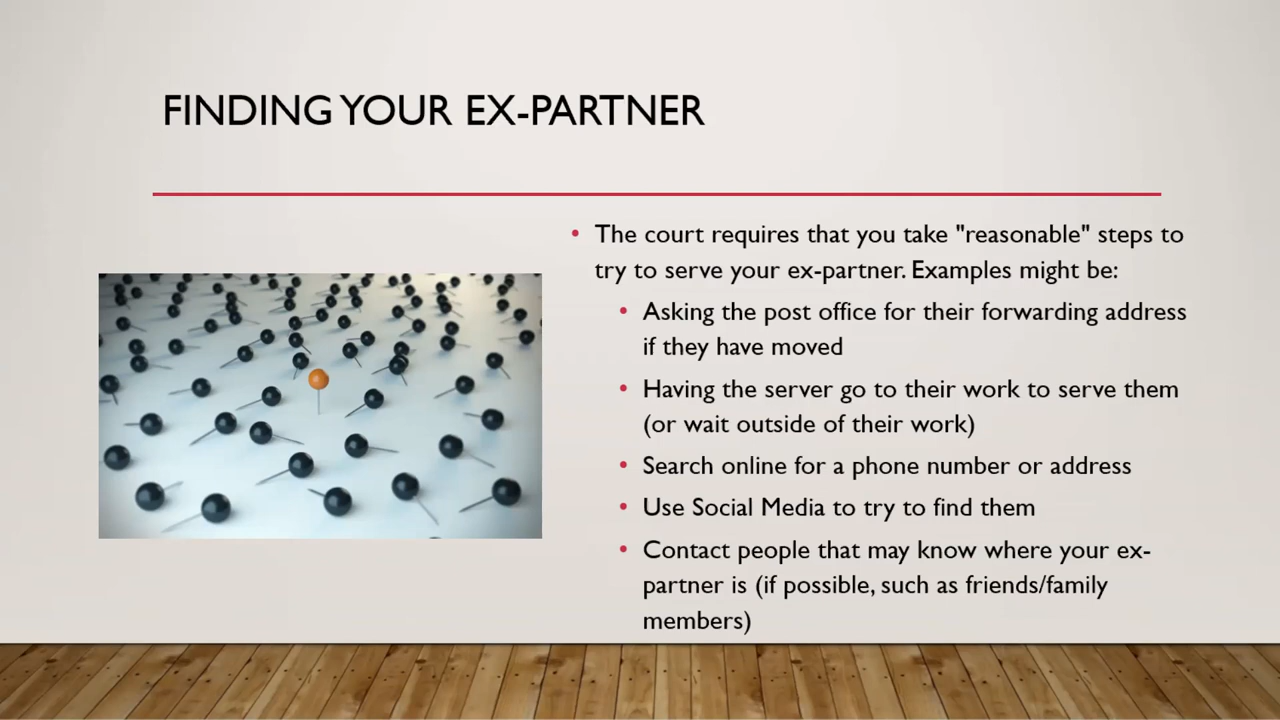 FINDING YOUR EX-PARTNER
• The court requires that you take "reasonable" steps to
try to serve your ex-partner. Examples might be:
• Asking the post office for their forwarding address
if they have moved
• Having the server go to their work to serve them
(or wait outside of their work)
• Search online for a phone number or address
• Use Social Media to try to find them
• Contact people that may know where your ex-
partner is (if possible, such as friends/family
members)